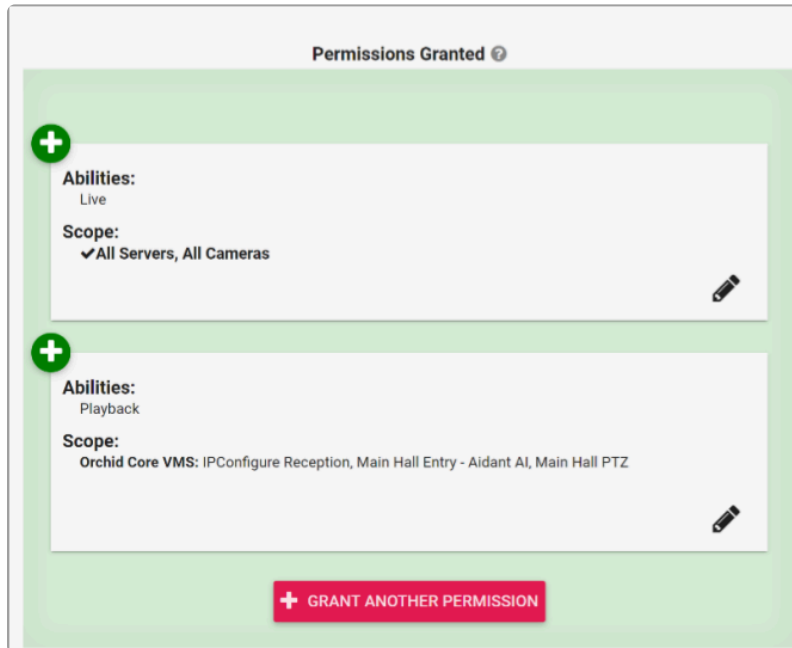 Permissions Granted
Abilities:
Live
Scope:
All Servers, All Cameras
Abilities:
Playback
Scope:
Orchid Core VMS: IPConfigure Reception, Main Hall Entry - Aidant AI, Main Hall PTZ
GRANT ANOTHER PERMISSION